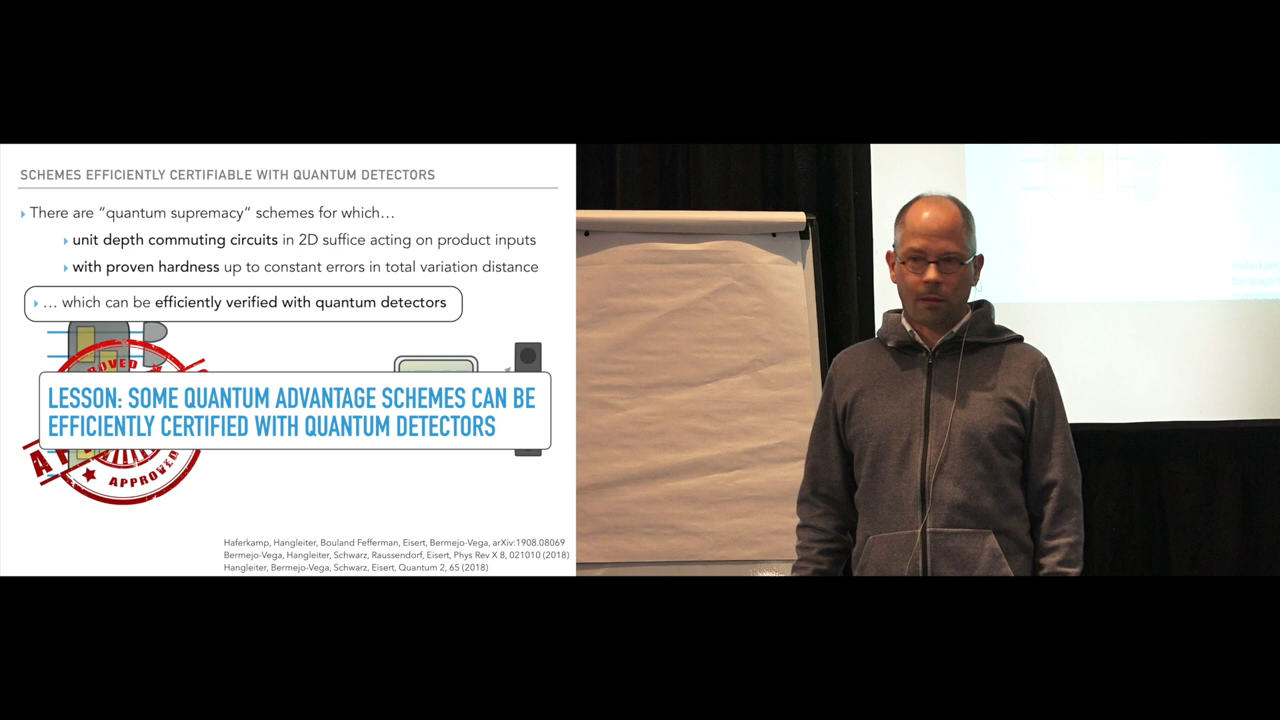 SCHEMES EFFICIENTLY CERTIFIABLE WITH QUANTUM DETECTORS
There are “quantum supremacy” schemes for which…
unit depth commuting circuits in 2D suffice acting on product inputs
with proven hardness up to constant errors in total variation distance
… which can be efficiently verified with quantum detectors
LESSON: SOME QUANTUM ADVANTAGE SCHEMES CAN BE
EFFICIENTLY CERTIFIED WITH QUANTUM DETECTORS
APPROVED
Haferkamp, Hangleiter, Bouland Fefferman, Eisert, Bermejo-Vega, arXiv:1908.08069
Bermejo-Vega, Hangleiter, Schwarz, Raussendorf, Eisert, Phys Rev X 8, 021010 (2018)
Hangleiter, Bermejo-Vega, Schwarz, Eisert, Quantum 2, 65 (2018)